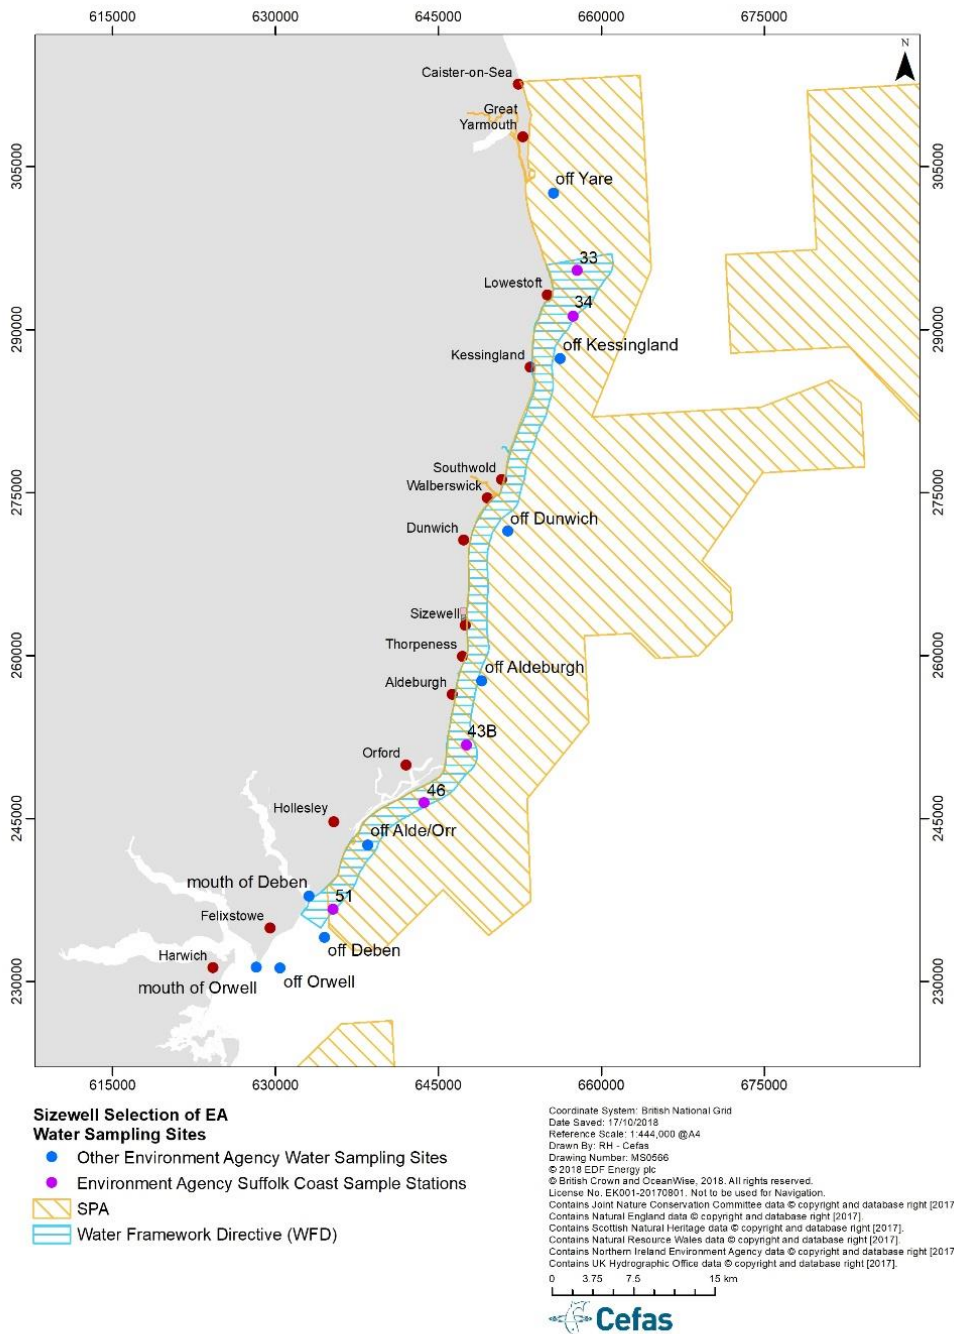 615000 630000 645000 660000 675000
N
Caister-on-Sea
Great
Yarmouth
305000 305000
off Yare
33
Lowestoft
34
290000 290000
off Kessingland
Kessingland
Southwold
275000 275000
Walberswick
off Dunwich
Dunwich
Sizewell
Thorpeness
260000 260000
off Aldeburgh
Aldeburgh
43B
Orford
46
Hollesley
245000 245000
off Alde/Orr
mouth of Deben
51
Felixstowe
off Deben
Harwich
mouth of Orwell
off Orwell
230000 230000
615000 630000 645000 660000 675000
Sizewell Selection of EA
Water Sampling Sites
Other Environment Agency Water Sampling Sites
Environment Agency Suffolk Coast Sample Stations
SPA
Water Framework Directive (WFD)
Coordinate System: British National Grid
Date Saved: 17/10/2018
Reference Scale: 1:444,000 @A4
Drawn By: RH - Cefas
Drawing Number: MS0566
© 2018 EDF Energy plc
© British Crown and OceanWise, 2018. All rights reserved.
License No. EK001-20170801. Not to be used for Navigation.
Contains Joint Nature Conservation Committee data © copyright and database right [2017
Contains Natural England data © copyright and database right [2017].
Contains Scottish Natural Heritage data © copyright and database right [2017].
Contains Natural Resource Wales data © copyright and database right [2017].
Contains Northern Ireland Environment Agency data © copyright and database right [2017
Contains UK Hydrographic Office data © copyright and database right [2017].
0 3.75 7.5 15 km
Cefas